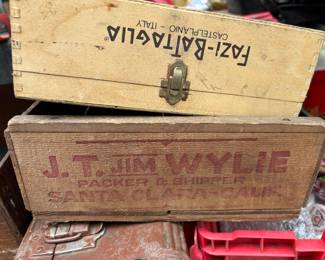 FAZI-BATTAGLIA
CASTELPLANIO - ITALY
J.T. JIM WYLIE
PACKER & SHIPPER
SANTA CLARA-CALIF.